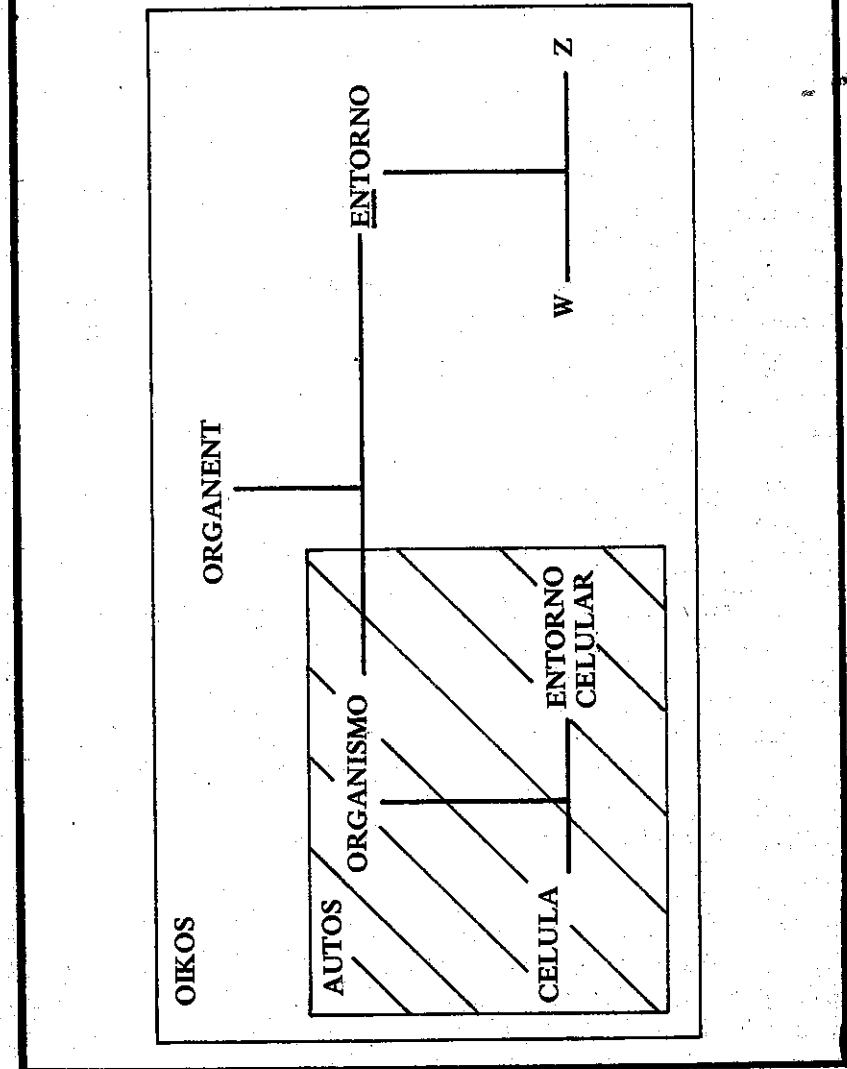 OIKOS
ORGANENT
AUTOS
ORGANISMO
ENTORNO
CELULA
ENTORNO
CELULAR
W
Z